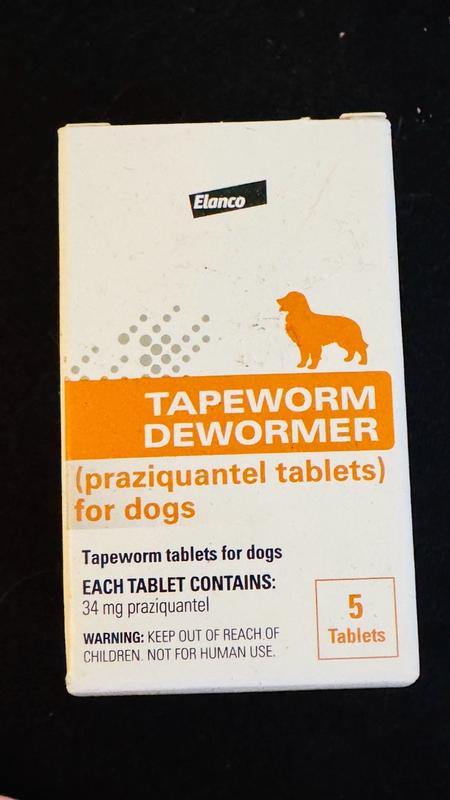 Elanco
TAPEWORM
DEWORMER
(praziquantel tablets)
for dogs
Tapeworm tablets for dogs
EACH TABLET CONTAINS:
34 mg praziquantel
WARNING: KEEP OUT OF REACH OF
CHILDREN. NOT FOR HUMAN USE.
5
Tablets